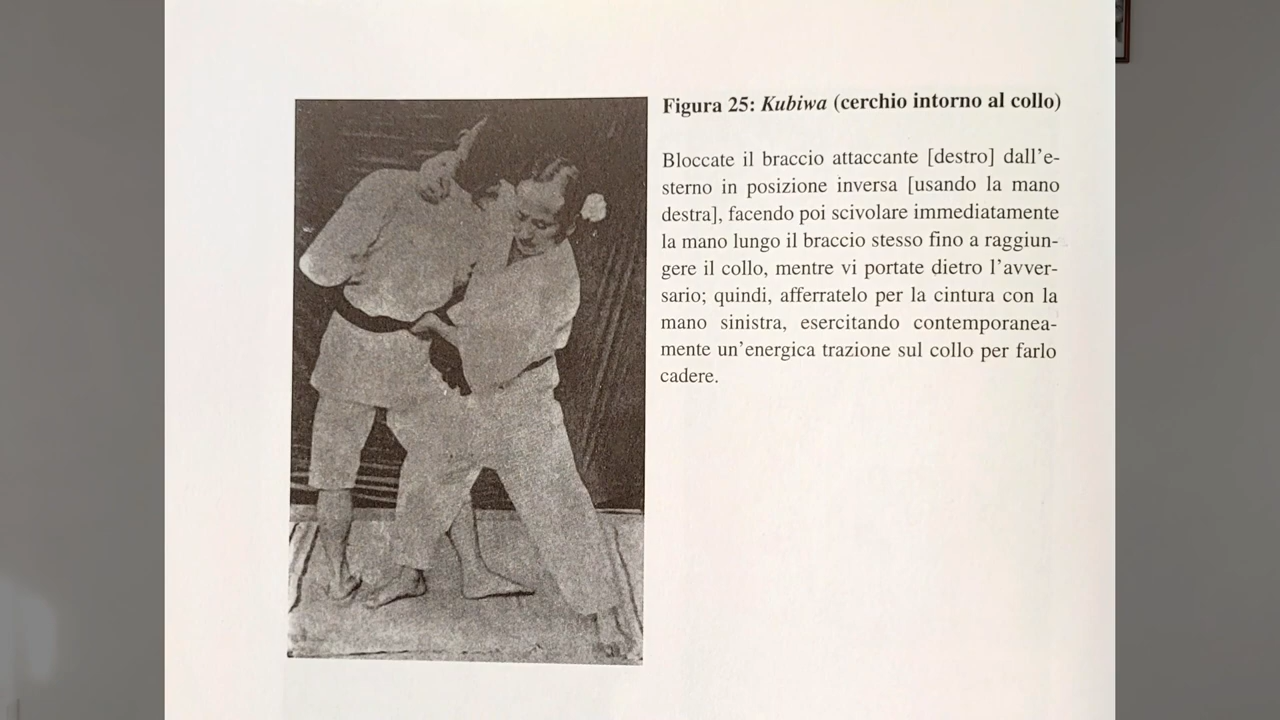 Figura 25: Kubiwa (cerchio intorno al collo)
Bloccate il braccio attaccante [destro] dall'e-
sterno in posizione inversa [usando la mano
destra], facendo poi scivolare immediatamente
la mano lungo il braccio stesso fino a raggiun-
gere il collo, mentre vi portate dietro l'avver-
sario; quindi, afferratelo per la cintura con la
mano sinistra, esercitando contemporanea-
mente un'energica trazione sul collo per farlo
cadere.